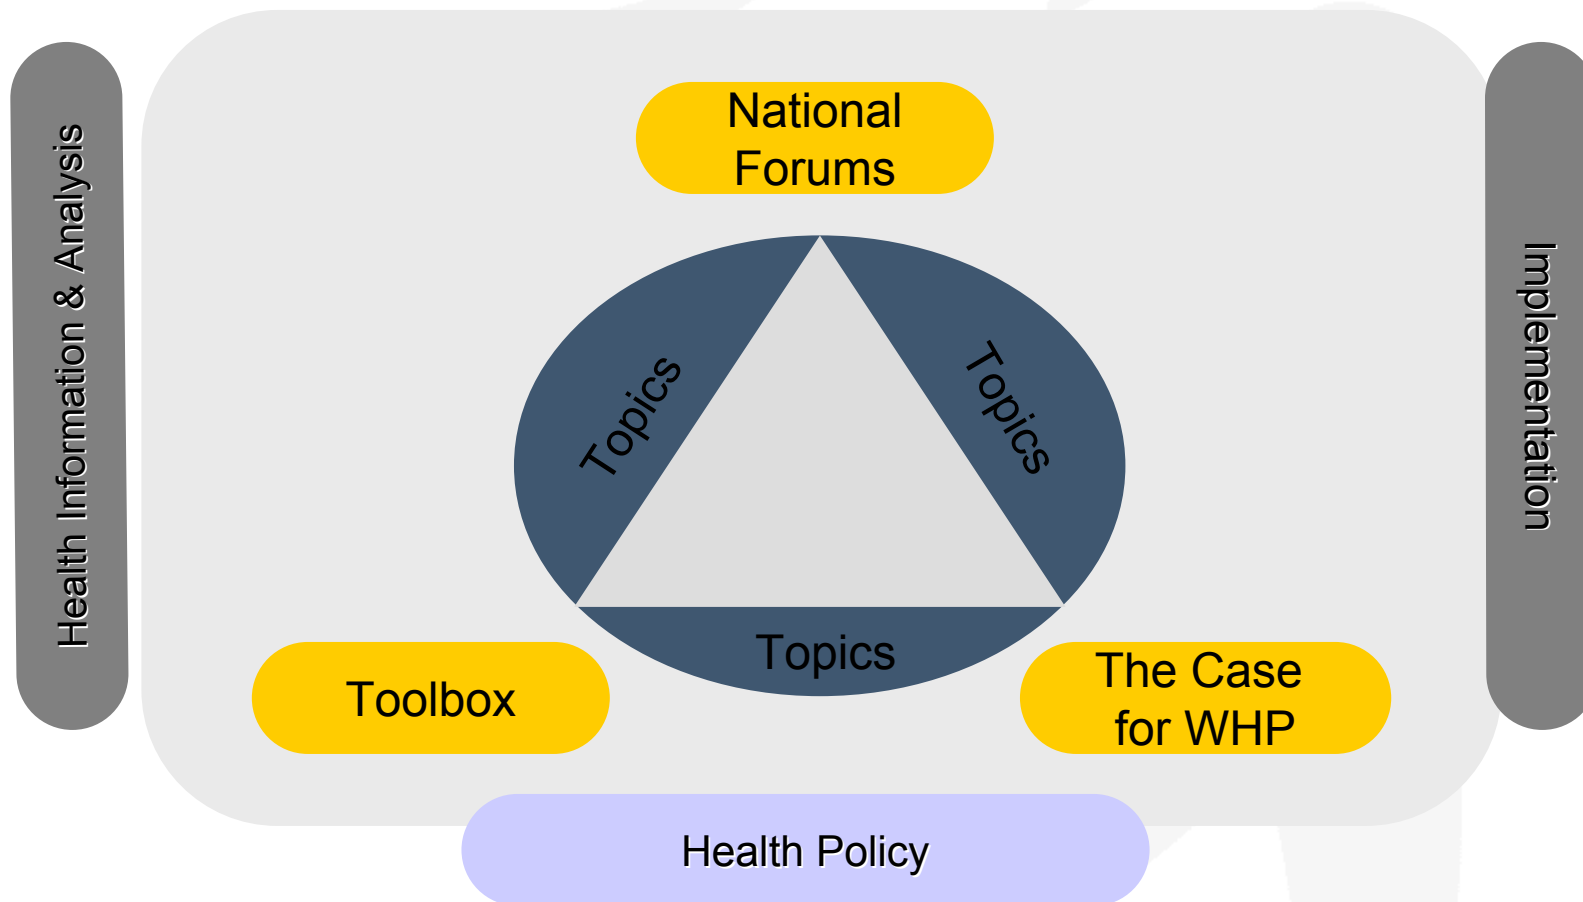 National
Forums
Health Information & Analysis
Implementation
Topics
Topics
Topics
Toolbox
The Case
for WHP
Health Policy